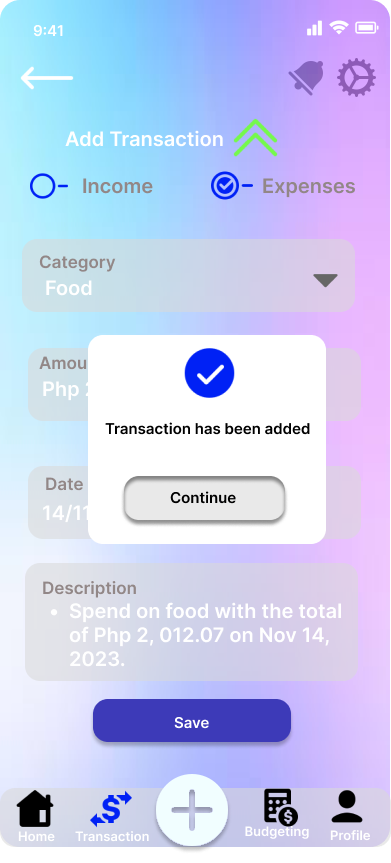 9:41
Add Transaction
Income
Expenses
Category
Food
Amou
Php 2
Transaction has been added
Date
14/11
Continue
Description
• Spend on food with the total
of Php 2, 012.07 on Nov 14,
2023.
Save
Home
Transaction
Budgeting
Profile